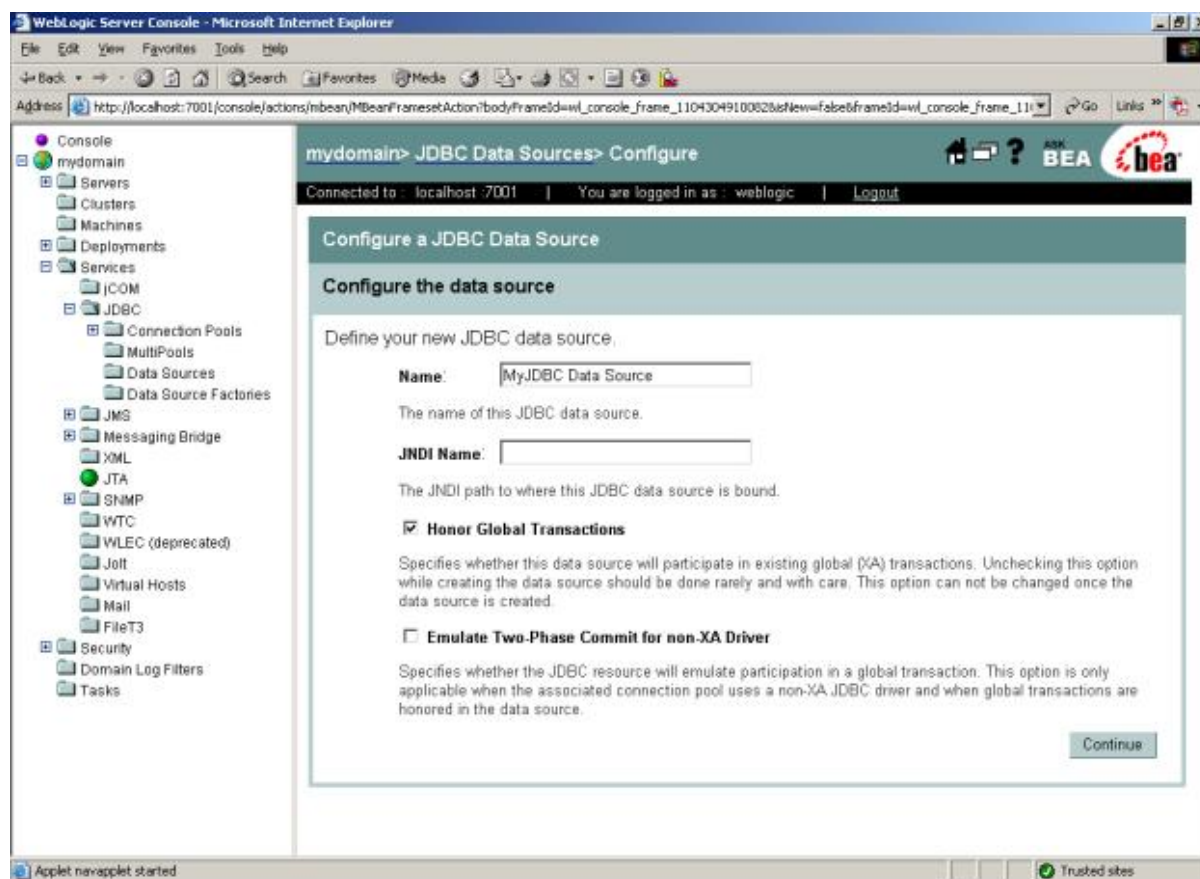 WebLogic Server Console - Microsoft Internet Explorer
File Edit View Favorites Tools Help
Back Search Favorites Media
Address http://localhost:7001/console/actions/mbean/MBeanFramesetAction?bodyFrameId=wl_console_frame_1104304910082&isNew=false&frameId=wl_console_frame_11 Go Links »
Console
mydomain
Servers
Clusters
Machines
Deployments
Services
jCOM
JDBC
Connection Pools
MultiPools
Data Sources
Data Source Factories
JMS
Messaging Bridge
XML
JTA
SNMP
WTC
WLEC (deprecated)
Jolt
Virtual Hosts
Mail
FileT3
Security
Domain Log Filters
Tasks
mydomain> JDBC Data Sources> Configure
? ASK BEA bea
Connected to : localhost :7001 | You are logged in as : weblogic | Logout
Configure a JDBC Data Source
Configure the data source
Define your new JDBC data source.
Name: MyJDBC Data Source
The name of this JDBC data source.
JNDI Name:
The JNDI path to where this JDBC data source is bound.
Honor Global Transactions
Specifies whether this data source will participate in existing global (XA) transactions. Unchecking this option
while creating the data source should be done rarely and with care. This option can not be changed once the
data source is created.
Emulate Two-Phase Commit for non-XA Driver
Specifies whether the JDBC resource will emulate participation in a global transaction. This option is only
applicable when the associated connection pool uses a non-XA JDBC driver and when global transactions are
honored in the data source.
Continue
Applet navapplet started
Trusted sites